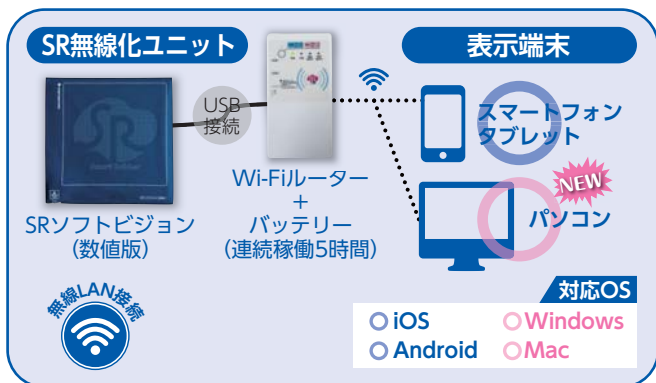 SR無線化ユニット
表示端末
USB
接続
スマートフォン
タブレット
NEW
パソコン
Wi-Fiルーター
+
バッテリー
(連続稼働5時間)
SRソフトビジョン
(数値版)
無線LAN接続
対応OS
iOS
Windows
Android
Mac